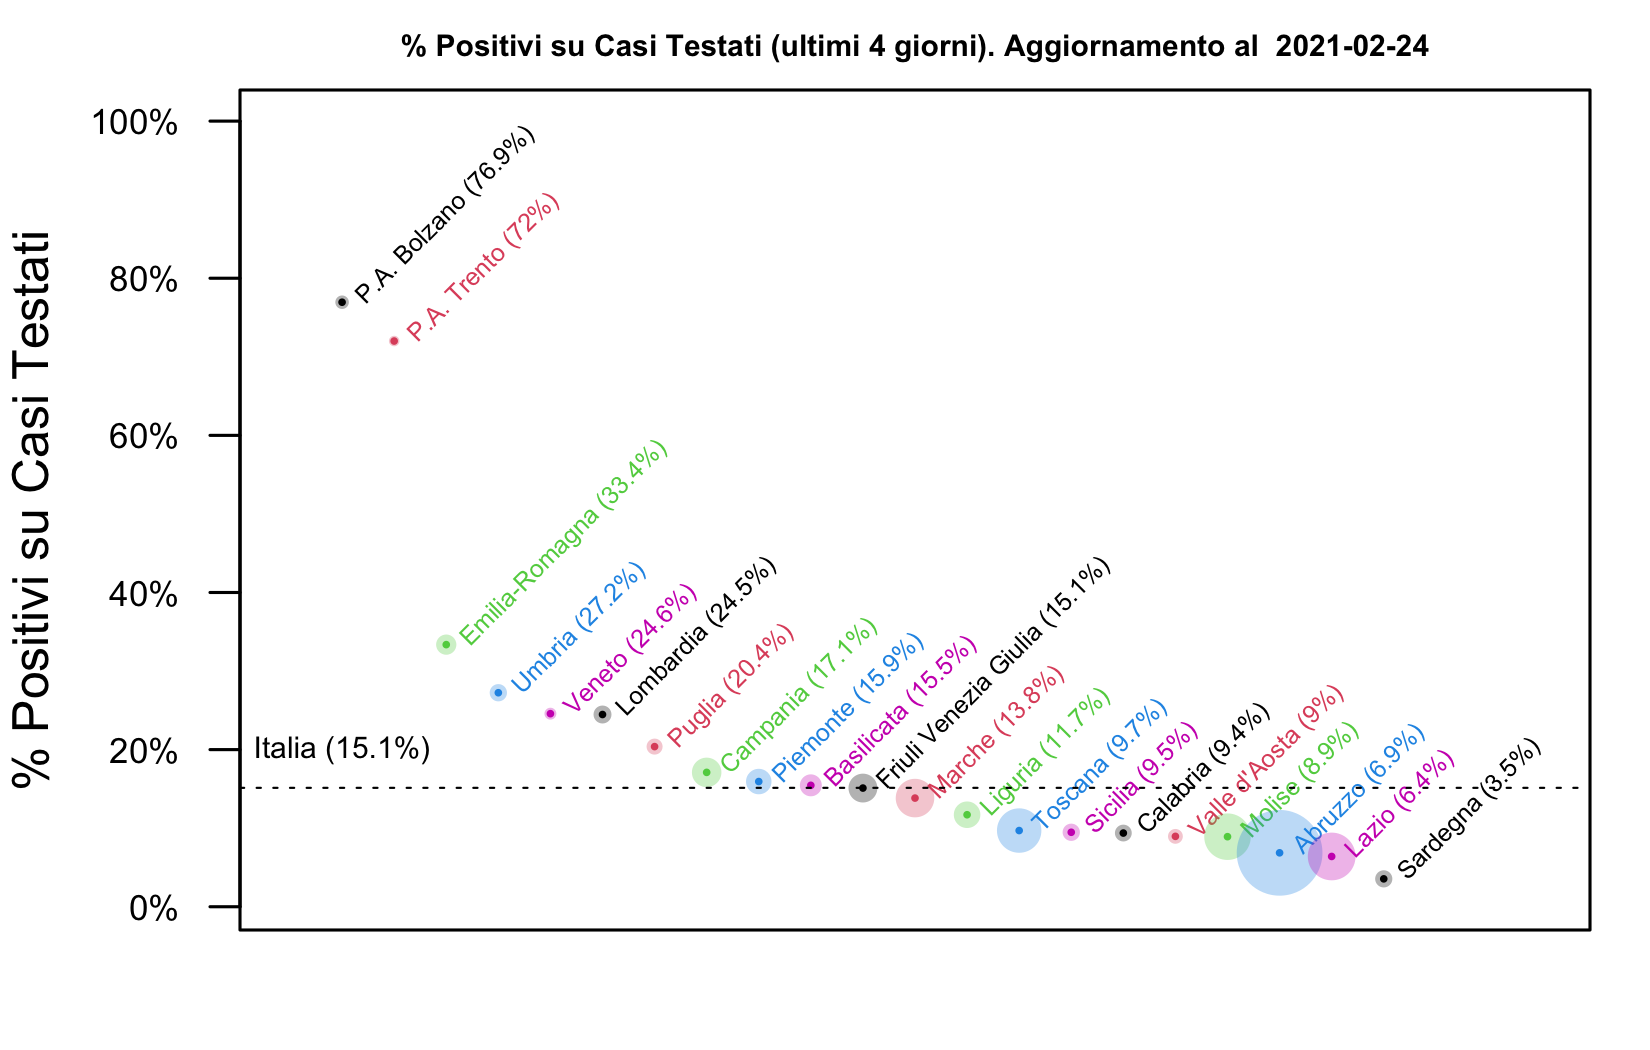 % Positivi su Casi Testati (ultimi 4 giorni). Aggiornamento al  2021-02-24
% Positivi su Casi Testati
100%
80%
60%
40%
20%
0%
P.A. Bolzano (76.9%)
P.A. Trento (72%)
Emilia-Romagna (33.4%)
Umbria (27.2%)
Veneto (24.6%)
Lombardia (24.5%)
Puglia (20.4%)
Campania (17.1%)
Piemonte (15.9%)
Basilicata (15.5%)
Friuli Venezia Giulia (15.1%)
Marche (13.8%)
Liguria (11.7%)
Toscana (9.7%)
Sicilia (9.5%)
Calabria (9.4%)
Valle d'Aosta (9%)
Molise (8.9%)
Abruzzo (6.9%)
Lazio (6.4%)
Sardegna (3.5%)
Italia (15.1%)